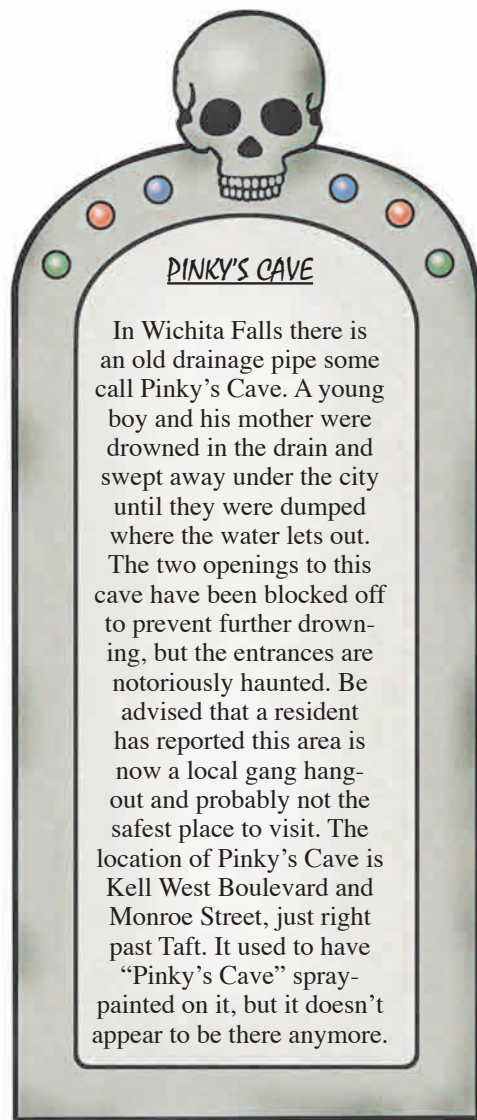 PINKY'S CAVE
In Wichita Falls there is
an old drainage pipe some
call Pinky’s Cave. A young
boy and his mother were
drowned in the drain and
swept away under the city
until they were dumped
where the water lets out.
The two openings to this
cave have been blocked off
to prevent further drown-
ing, but the entrances are
notoriously haunted. Be
advised that a resident
has reported this area is
now a local gang hang-
out and probably not the
safest place to visit. The
location of Pinky’s Cave is
Kell West Boulevard and
Monroe Street, just right
past Taft. It used to have
“Pinky’s Cave” spray-
painted on it, but it doesn’t
appear to be there anymore.